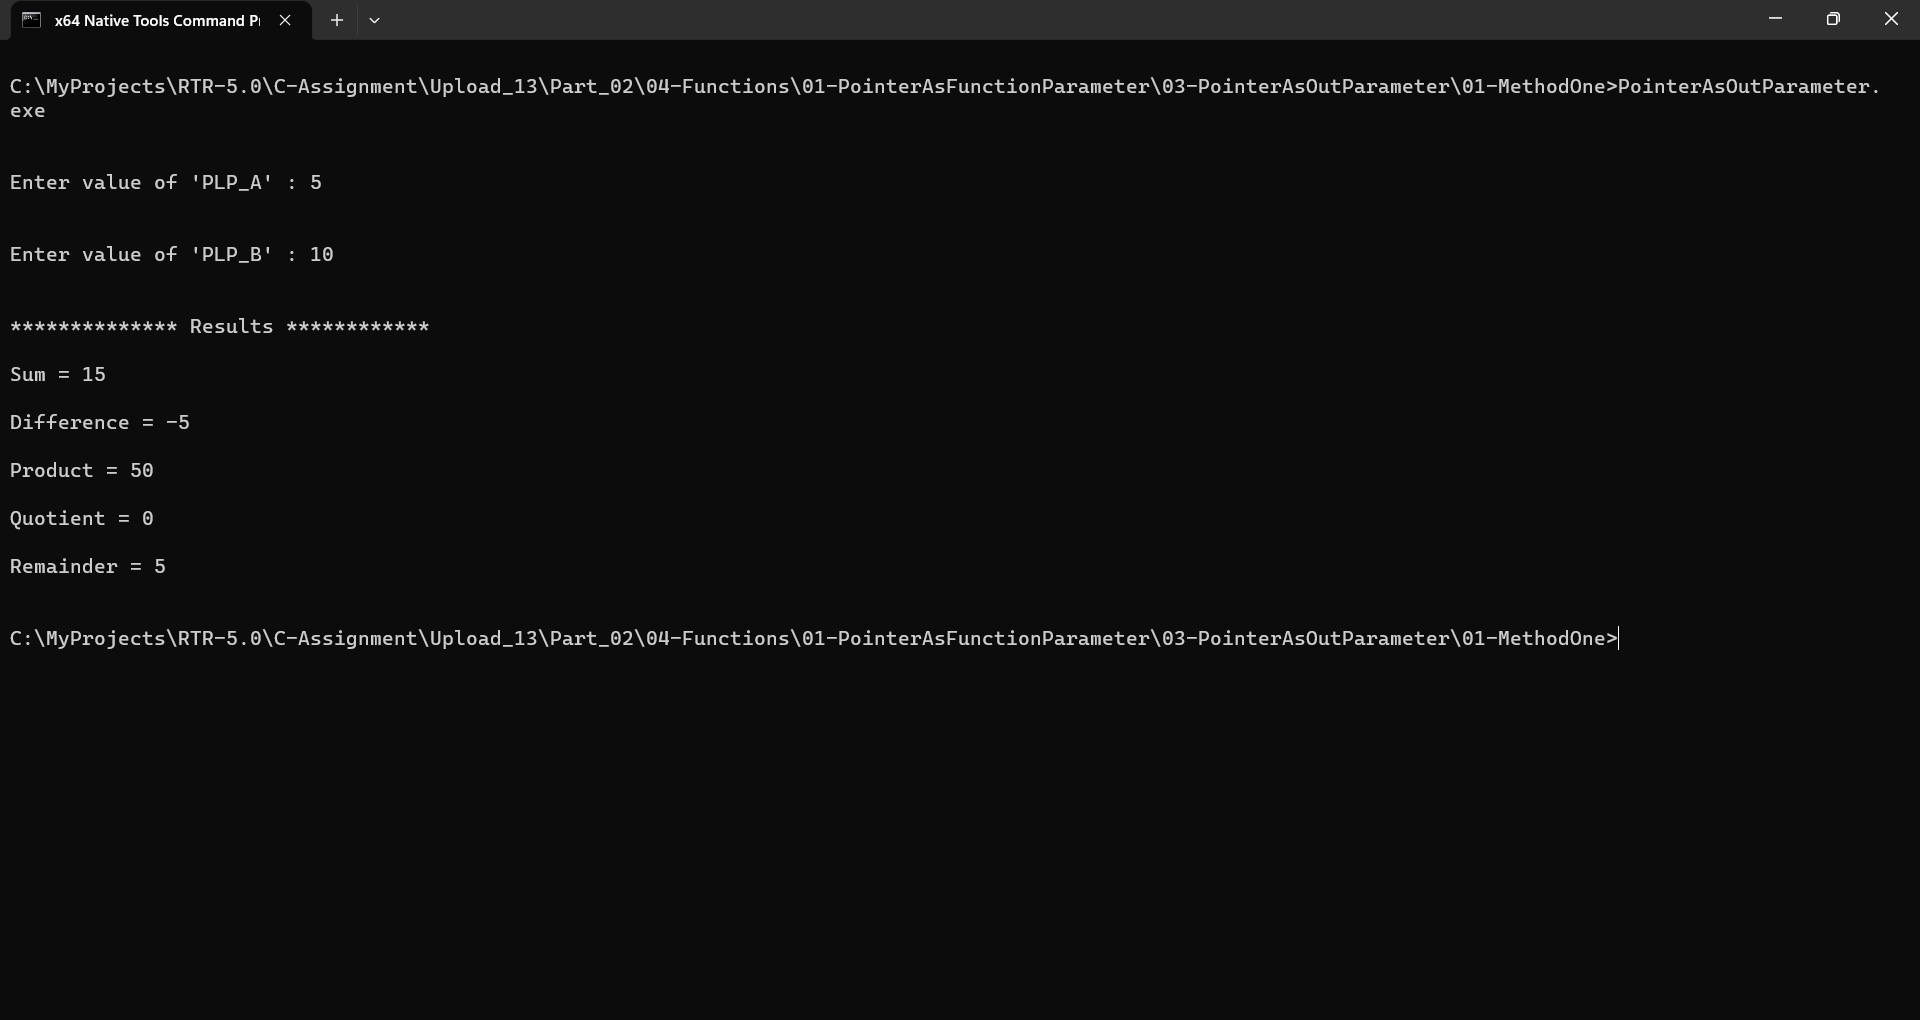 x64 Native Tools Command P
C:\MyProjects\RTR-5.0\C-Assignment\Upload_13\Part_02\04-Functions\01-PointerAsFunctionParameter\03-PointerAsOutParameter\01-MethodOne>PointerAsOutParameter.
exe
Enter value of 'PLP_A' : 5
Enter value of 'PLP_B' : 10
************** Results ************
Sum = 15
Difference = -5
Product = 50
Quotient = 0
Remainder = 5
C:\MyProjects\RTR-5.0\C-Assignment\Upload_13\Part_02\04-Functions\01-PointerAsFunctionParameter\03-PointerAsOutParameter\01-MethodOne>